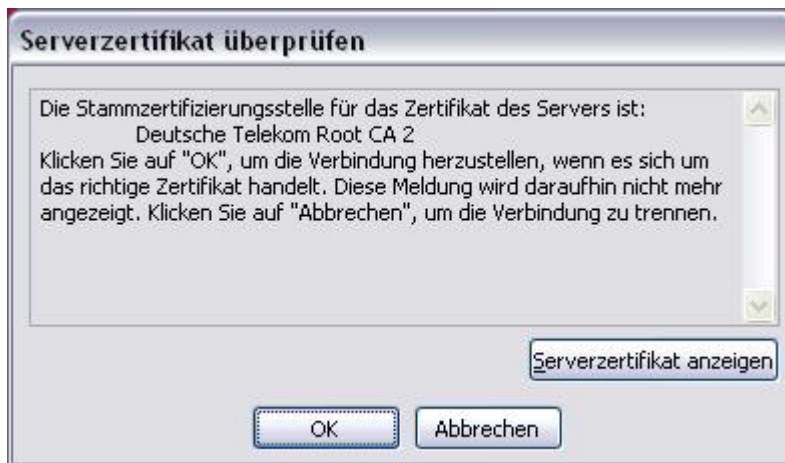 Serverzertifikat überprüfen
Die Stammzertifizierungsstelle für das Zertifikat des Servers ist:
Deutsche Telekom Root CA 2
Klicken Sie auf "OK", um die Verbindung herzustellen, wenn es sich um
das richtige Zertifikat handelt. Diese Meldung wird daraufhin nicht mehr
angezeigt. Klicken Sie auf "Abbrechen", um die Verbindung zu trennen.
Serverzertifikat anzeigen
OK
Abbrechen